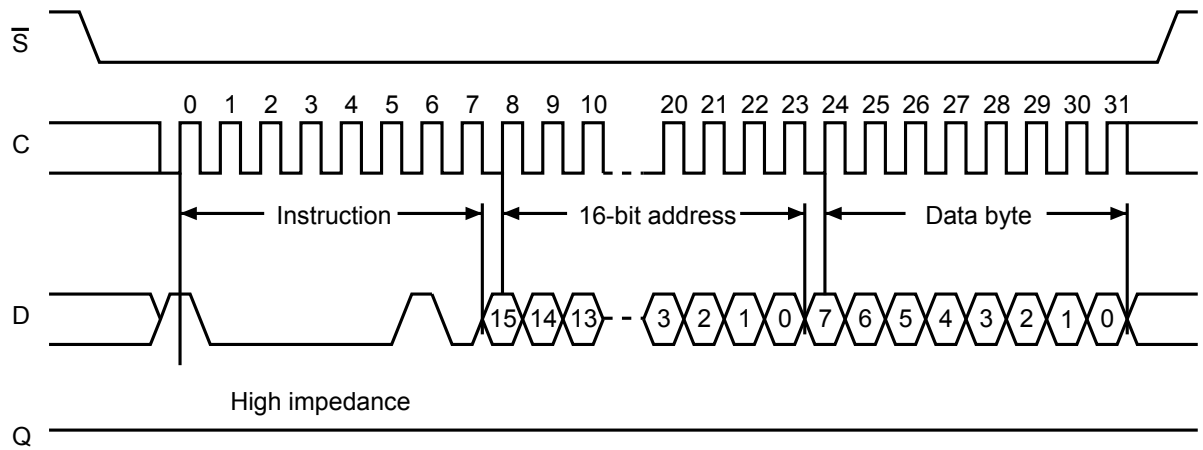 S̅
0 1 2 3 4 5 6 7 8 9 10 20 21 22 23 24 25 26 27 28 29 30 31
C
Instruction 16-bit address Data byte
D 15 14 13 3 2 1 0 7 6 5 4 3 2 1 0
High impedance
Q